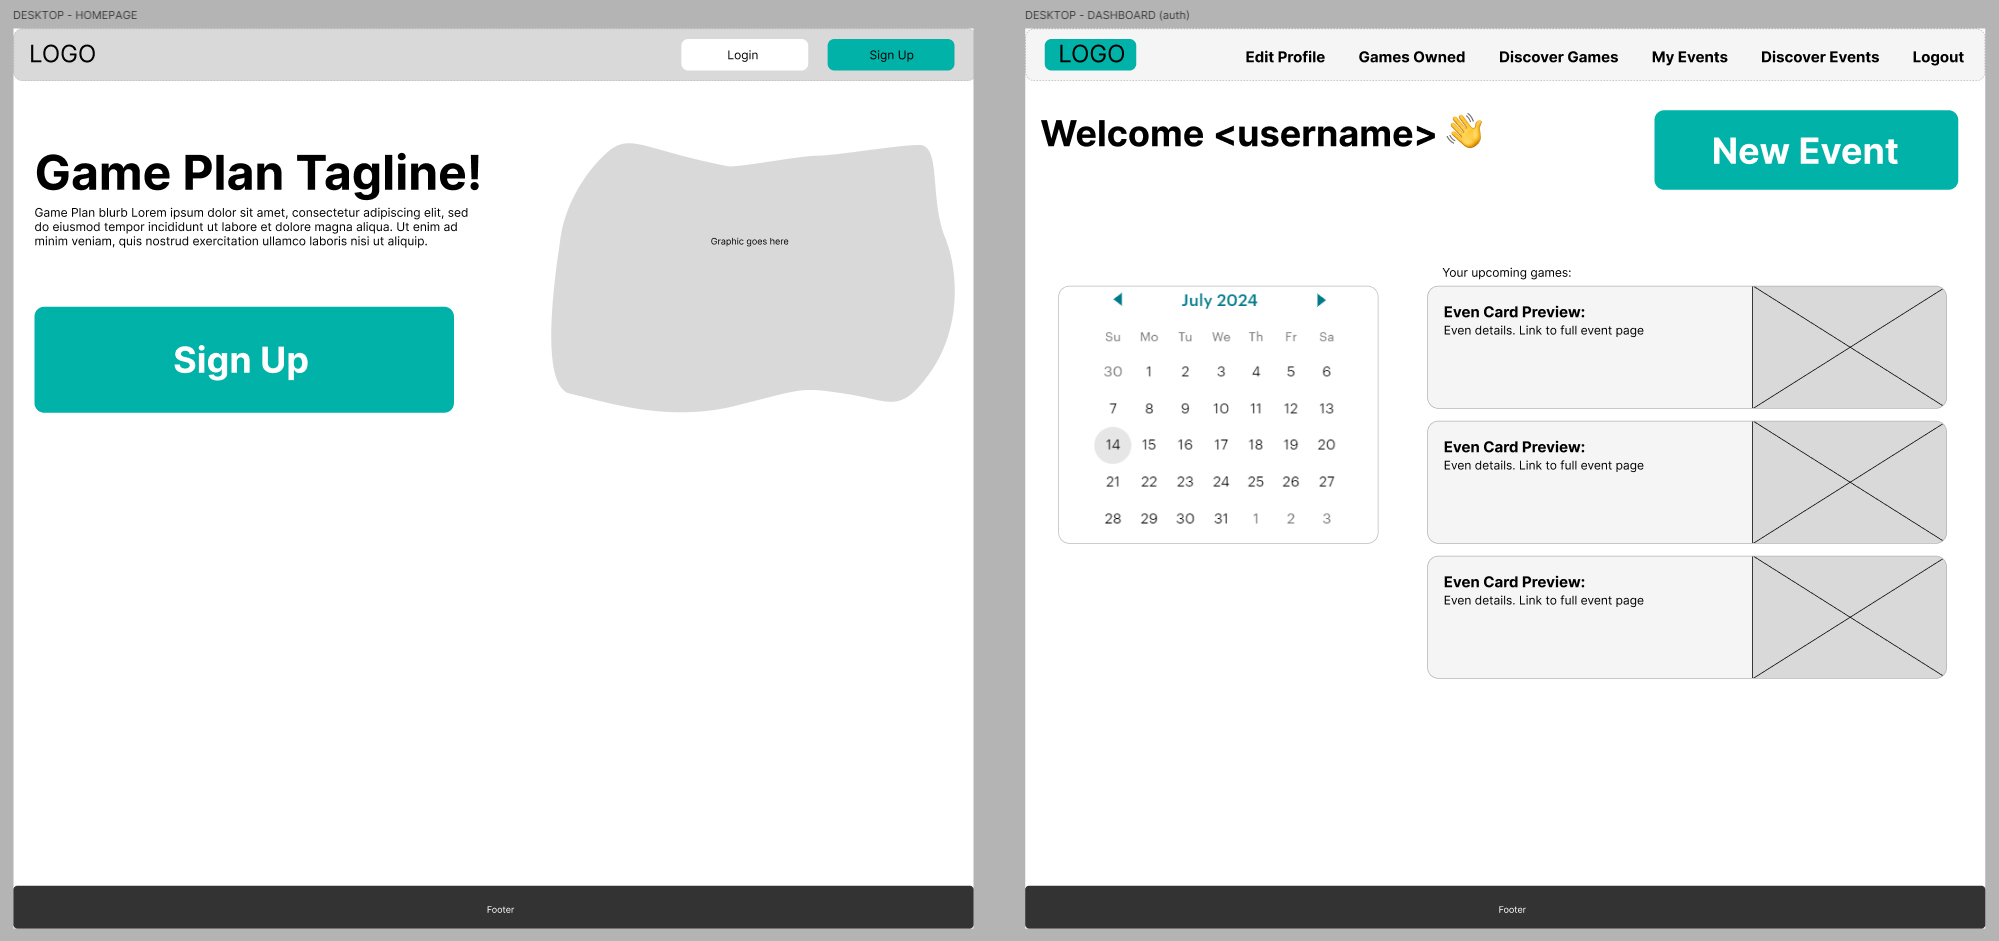 DESKTOP - HOMEPAGE
LOGO
Login
Sign Up
Game Plan Tagline!
Game Plan blurb Lorem ipsum dolor sit amet, consectetur adipiscing elit, sed
do eiusmod tempor incididunt ut labore et dolore magna aliqua. Ut enim ad
minim veniam, quis nostrud exercitation ullamco laboris nisi ut aliquip.
Graphic goes here
Sign Up
Footer
DESKTOP - DASHBOARD (auth)
LOGO
Edit Profile
Games Owned
Discover Games
My Events
Discover Events
Logout
Welcome <username> 👋
New Event
July 2024
Su Mo Tu We Th Fr Sa
30 1 2 3 4 5 6
7 8 9 10 11 12 13
14 15 16 17 18 19 20
21 22 23 24 25 26 27
28 29 30 31 1 2 3
Your upcoming games:
Even Card Preview:
Even details. Link to full event page
Even Card Preview:
Even details. Link to full event page
Even Card Preview:
Even details. Link to full event page
Footer